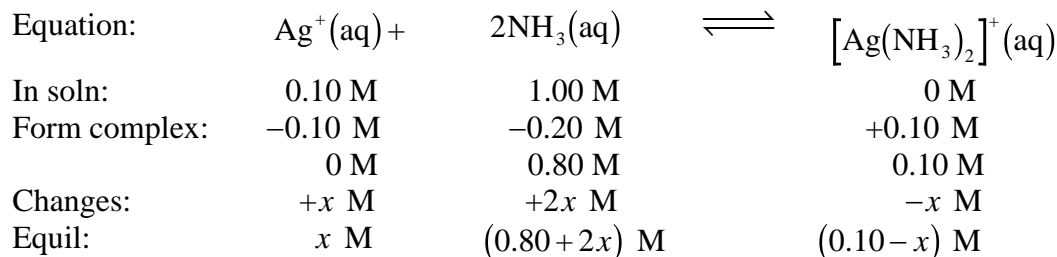 Equation: Ag⁺(aq) + 2NH₃(aq) ⇌ [Ag(NH₃)₂]⁺(aq)
In soln: 0.10 M 1.00 M 0 M
Form complex: −0.10 M −0.20 M +0.10 M
0 M 0.80 M 0.10 M
Changes: +x M +2x M −x M
Equil: x M (0.80+2x) M (0.10−x) M